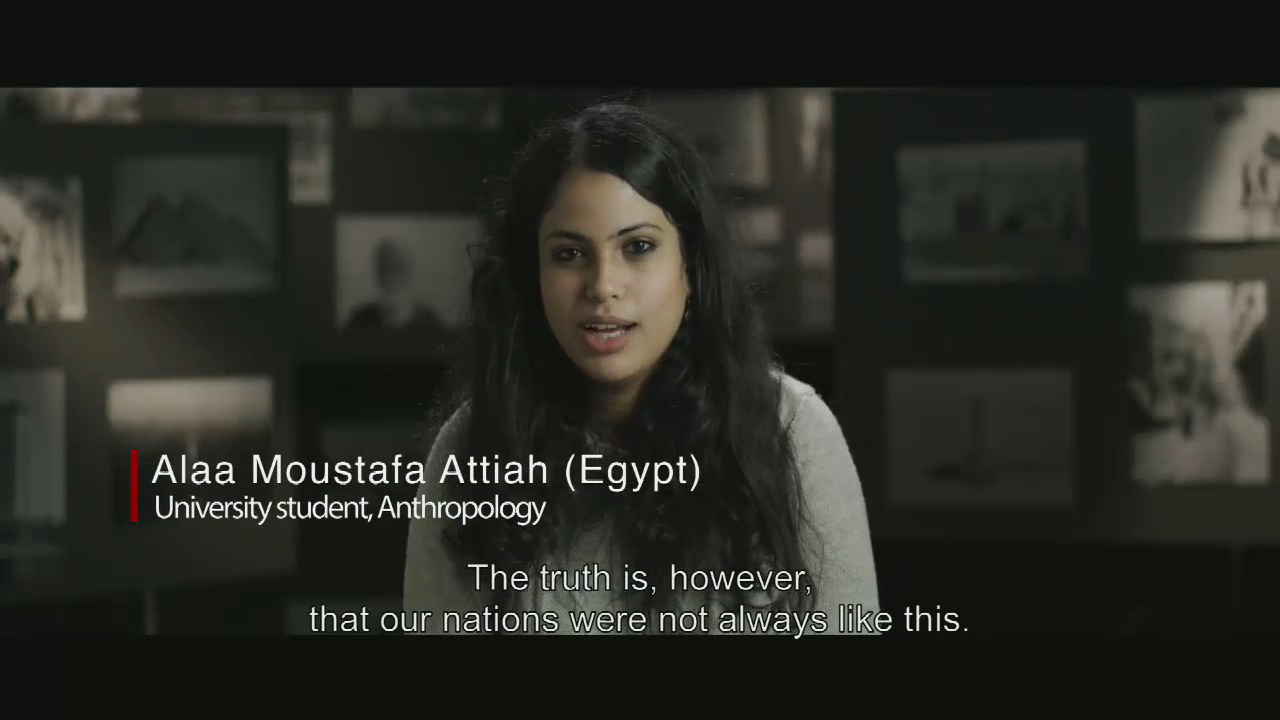 Alaa Moustafa Attiah (Egypt)
University student, Anthropology
The truth is, however,
that our nations were not always like this.